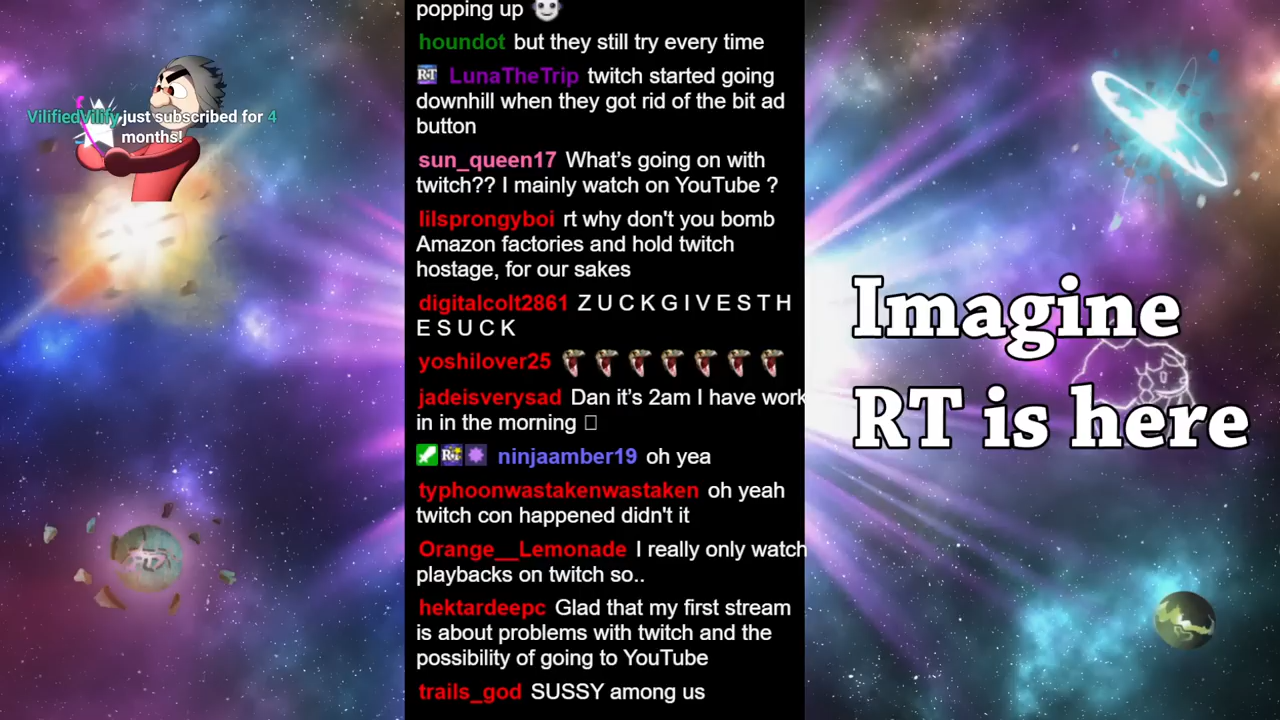 popping up
houndot but they still try every time
RT LunaTheTrip twitch started going
downhill when they got rid of the bit ad
button
sun_queen17 What's going on with
twitch?? I mainly watch on YouTube ?
lilsprongyboi rt why don't you bomb
Amazon factories and hold twitch
hostage, for our sakes
digitalcolt2861 Z U C K G I V E S T H
E S U C K
yoshilover25
jadeisverysad Dan it's 2am I have work
in in the morning
RT ninjaamber19 oh yea
typhoonwastakenwastaken oh yeah
twitch con happened didn't it
Orange__Lemonade I really only watch
playbacks on twitch so..
hektardeepc Glad that my first stream
is about problems with twitch and the
possibility of going to YouTube
trails_god SUSSY among us
VilifiedVilify just subscribed for 4
months!
Imagine
RT is here